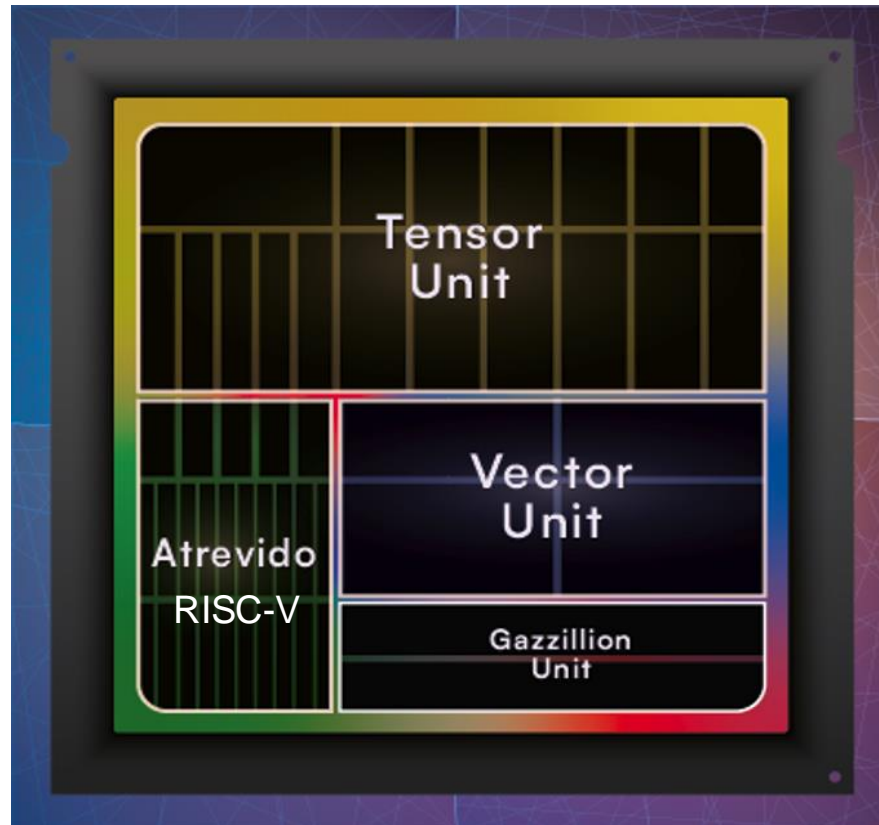 Tensor
Unit
Vector
Unit
Atrevido
RISC-V
Gazzillion
Unit